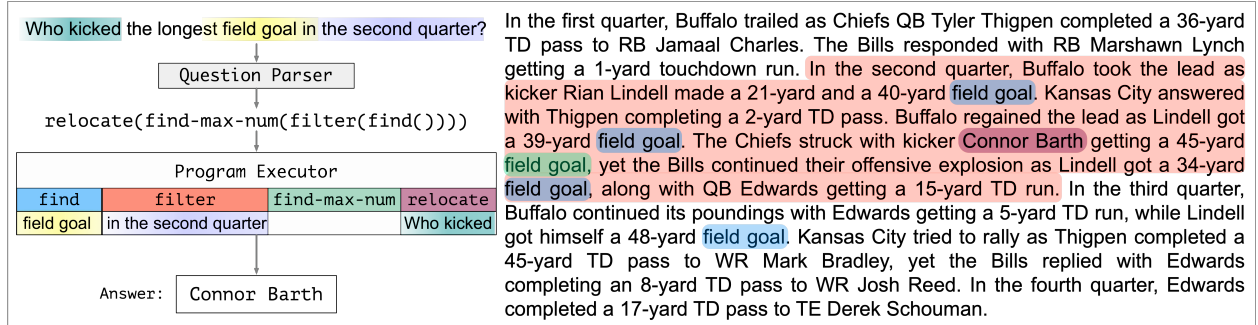 Who kicked the longest field goal in the second quarter?
Question Parser
relocate(find-max-num(filter(find())))
Program Executor
find filter find-max-num relocate
field goal in the second quarter Who kicked
Answer: Connor Barth
In the first quarter, Buffalo trailed as Chiefs QB Tyler Thigpen completed a 36-yard
TD pass to RB Jamaal Charles. The Bills responded with RB Marshawn Lynch
getting a 1-yard touchdown run. In the second quarter, Buffalo took the lead as
kicker Rian Lindell made a 21-yard and a 40-yard field goal. Kansas City answered
with Thigpen completing a 2-yard TD pass. Buffalo regained the lead as Lindell got
a 39-yard field goal. The Chiefs struck with kicker Connor Barth getting a 45-yard
field goal, yet the Bills continued their offensive explosion as Lindell got a 34-yard
field goal, along with QB Edwards getting a 15-yard TD run. In the third quarter,
Buffalo continued its poundings with Edwards getting a 5-yard TD run, while Lindell
got himself a 48-yard field goal. Kansas City tried to rally as Thigpen completed a
45-yard TD pass to WR Mark Bradley, yet the Bills replied with Edwards
completing an 8-yard TD pass to WR Josh Reed. In the fourth quarter, Edwards
completed a 17-yard TD pass to TE Derek Schouman.